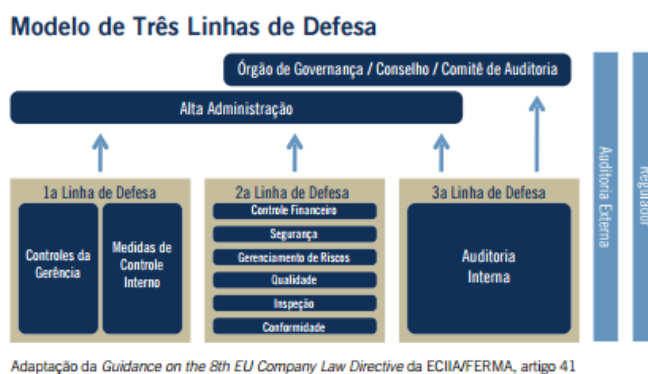 Modelo de Três Linhas de Defesa
Órgão de Governança / Conselho / Comitê de Auditoria
Alta Administração
1a Linha de Defesa
Controles da
Gerência
Medidas de
Controle
Interno
2a Linha de Defesa
Controle Financeiro
Segurança
Gerenciamento de Riscos
Qualidade
Inspeção
Conformidade
3a Linha de Defesa
Auditoria
Interna
Auditoria Externa
Regulador
Adaptação da Guidance on the 8th EU Company Law Directive da ECIIA/FERMA, artigo 41